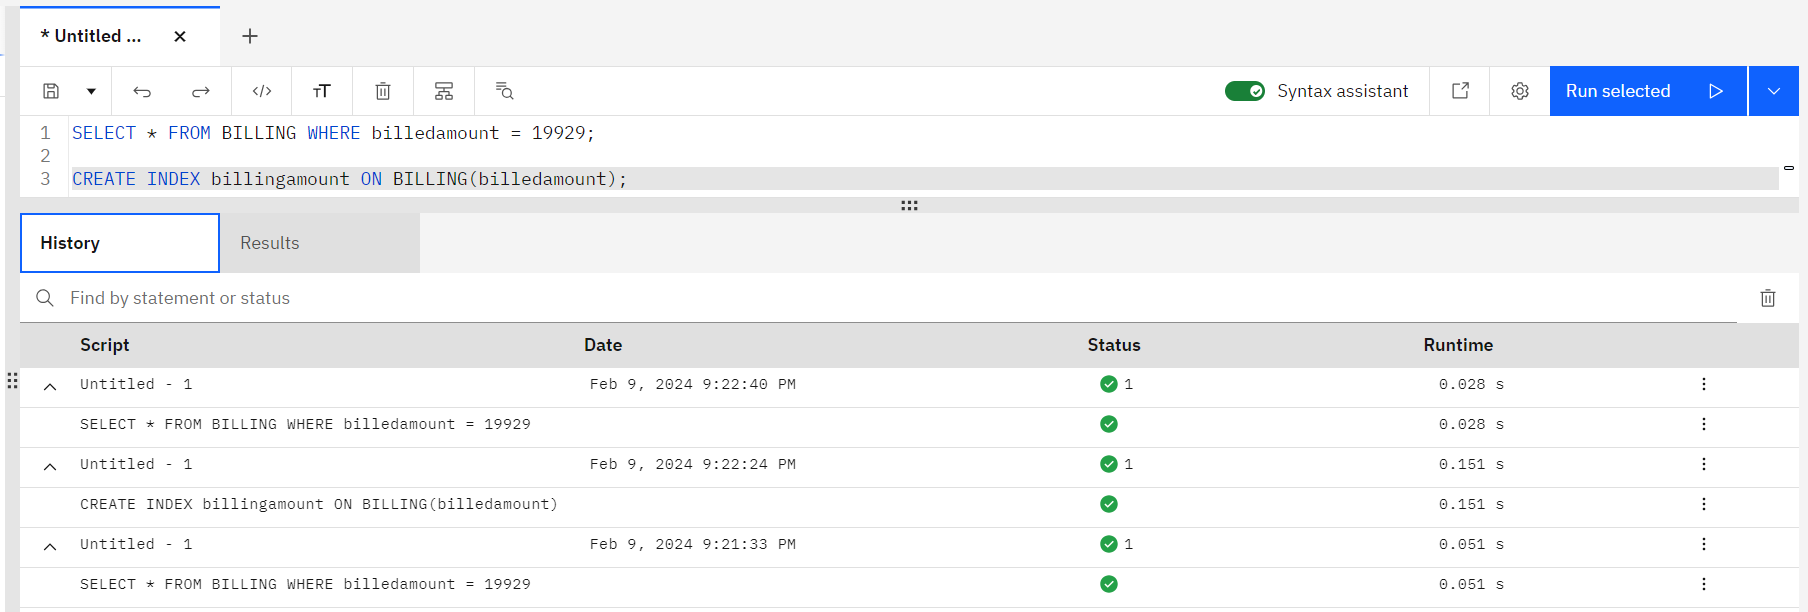 * Untitled ...
Syntax assistant
Run selected
1 SELECT * FROM BILLING WHERE billedamount = 19929;
2
3 CREATE INDEX billingamount ON BILLING(billedamount);
History Results
Find by statement or status
Script Date Status Runtime
Untitled - 1 Feb 9, 2024 9:22:40 PM 1 0.028 s
SELECT * FROM BILLING WHERE billedamount = 19929 0.028 s
Untitled - 1 Feb 9, 2024 9:22:24 PM 1 0.151 s
CREATE INDEX billingamount ON BILLING(billedamount) 0.151 s
Untitled - 1 Feb 9, 2024 9:21:33 PM 1 0.051 s
SELECT * FROM BILLING WHERE billedamount = 19929 0.051 s